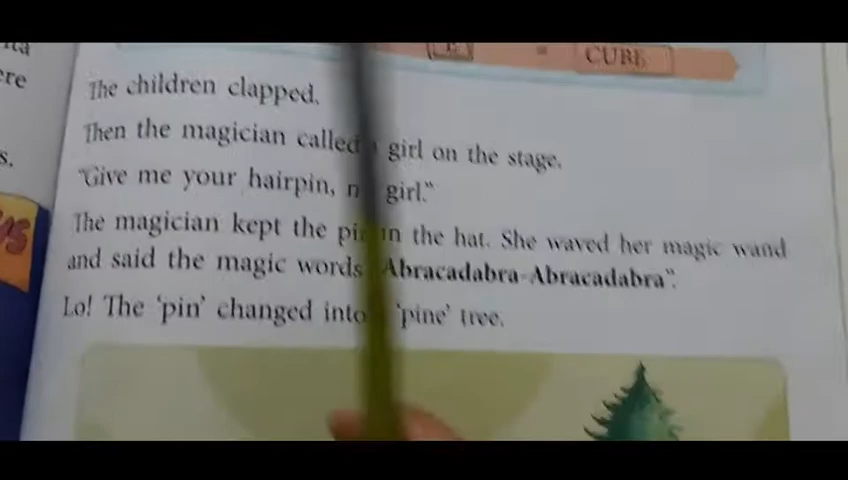 CUBE
The children clapped.
Then the magician called girl on the stage.
"Give me your hairpin, girl."
The magician kept the pin in the hat. She waved her magic wand
and said the magic words "Abracadabra-Abracadabra".
Lo! The 'pin' changed into 'pine' tree.